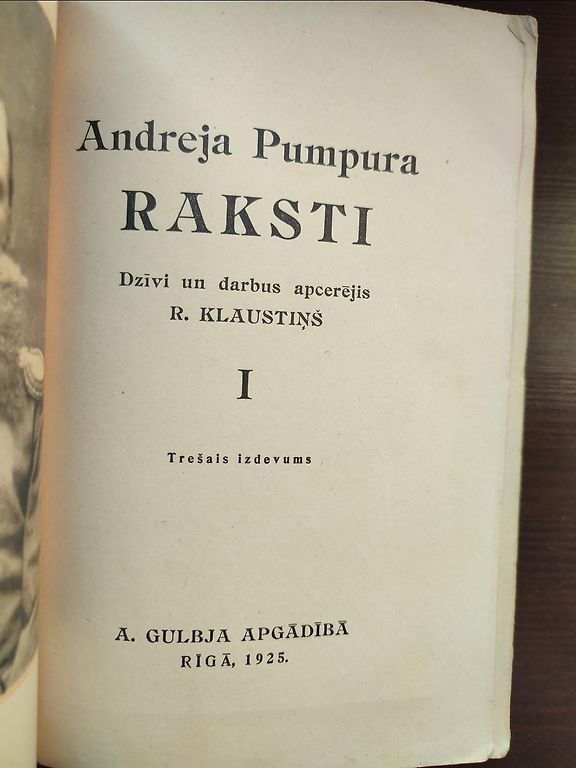 Andreja Pumpura
RAKSTI
Dzīvi un darbus apcerējis
R. KLAUSTIŅŠ
I
Trešais izdevums
A. GULBJA APGĀDĪBĀ
RĪGĀ, 1925.